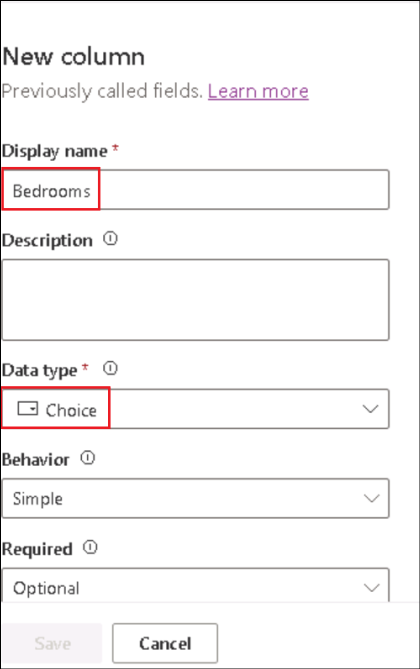 New column
Previously called fields. Learn more
Display name *
Bedrooms
Description
Data type *
Choice
Behavior
Simple
Required
Optional
Save Cancel